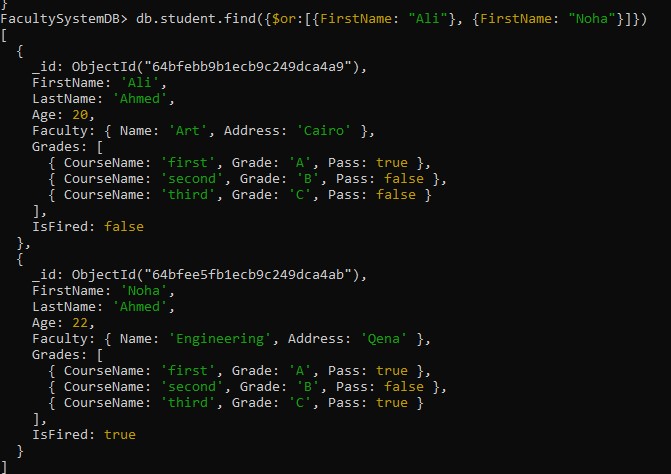 }
FacultySystemDB> db.student.find({$or:[{FirstName: "Ali"}, {FirstName: "Noha"}]})
[
  {
    _id: ObjectId("64bfebb9b1ecb9c249dca4a9"),
    FirstName: 'Ali',
    LastName: 'Ahmed',
    Age: 20,
    Faculty: { Name: 'Art', Address: 'Cairo' },
    Grades: [
      { CourseName: 'first', Grade: 'A', Pass: true },
      { CourseName: 'second', Grade: 'B', Pass: false },
      { CourseName: 'third', Grade: 'C', Pass: false }
    ],
    IsFired: false
  },
  {
    _id: ObjectId("64bfee5fb1ecb9c249dca4ab"),
    FirstName: 'Noha',
    LastName: 'Ahmed',
    Age: 22,
    Faculty: { Name: 'Engineering', Address: 'Qena' },
    Grades: [
      { CourseName: 'first', Grade: 'A', Pass: true },
      { CourseName: 'second', Grade: 'B', Pass: false },
      { CourseName: 'third', Grade: 'C', Pass: true }
    ],
    IsFired: true
  }
]